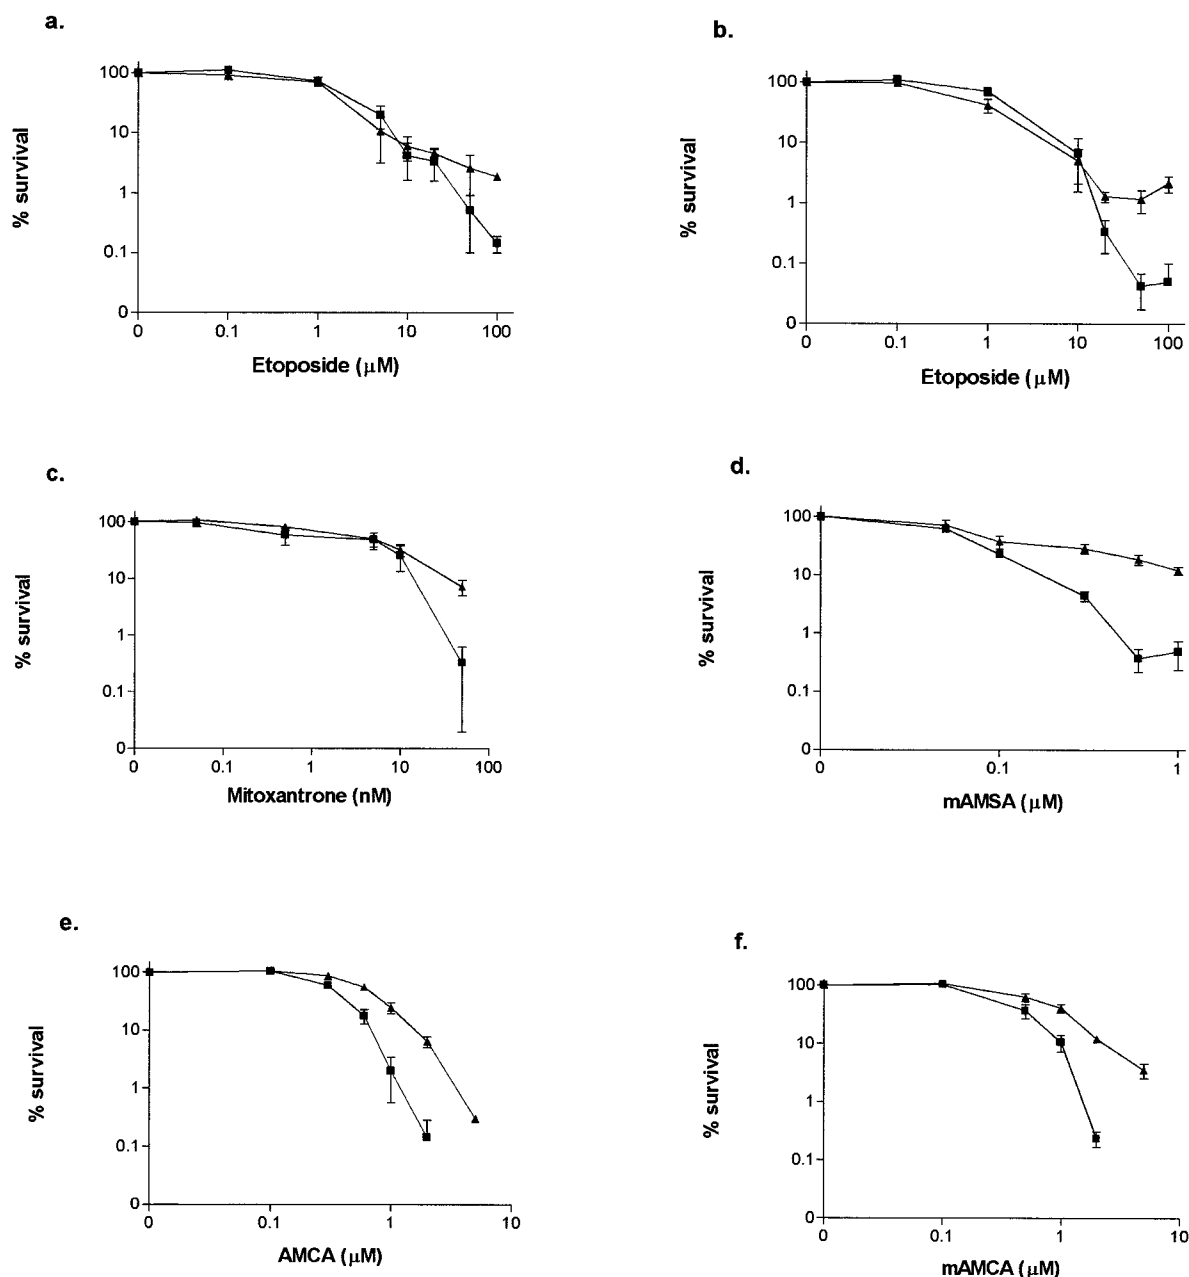 a.
100
10
1
0.1
0
% survival
0 0.1 1 10 100
Etoposide (μM)
b.
100
10
1
0.1
0
% survival
0 0.1 1 10 100
Etoposide (μM)
c.
100
10
1
0.1
0
% survival
0 0.1 1 10 100
Mitoxantrone (nM)
d.
100
10
1
0.1
0
% survival
0 0.1 1
mAMSA (μM)
e.
100
10
1
0.1
0
% survival
0 0.1 1 10
AMCA (μM)
f.
100
10
1
0.1
0
% survival
0 0.1 1 10
mAMCA (μM)